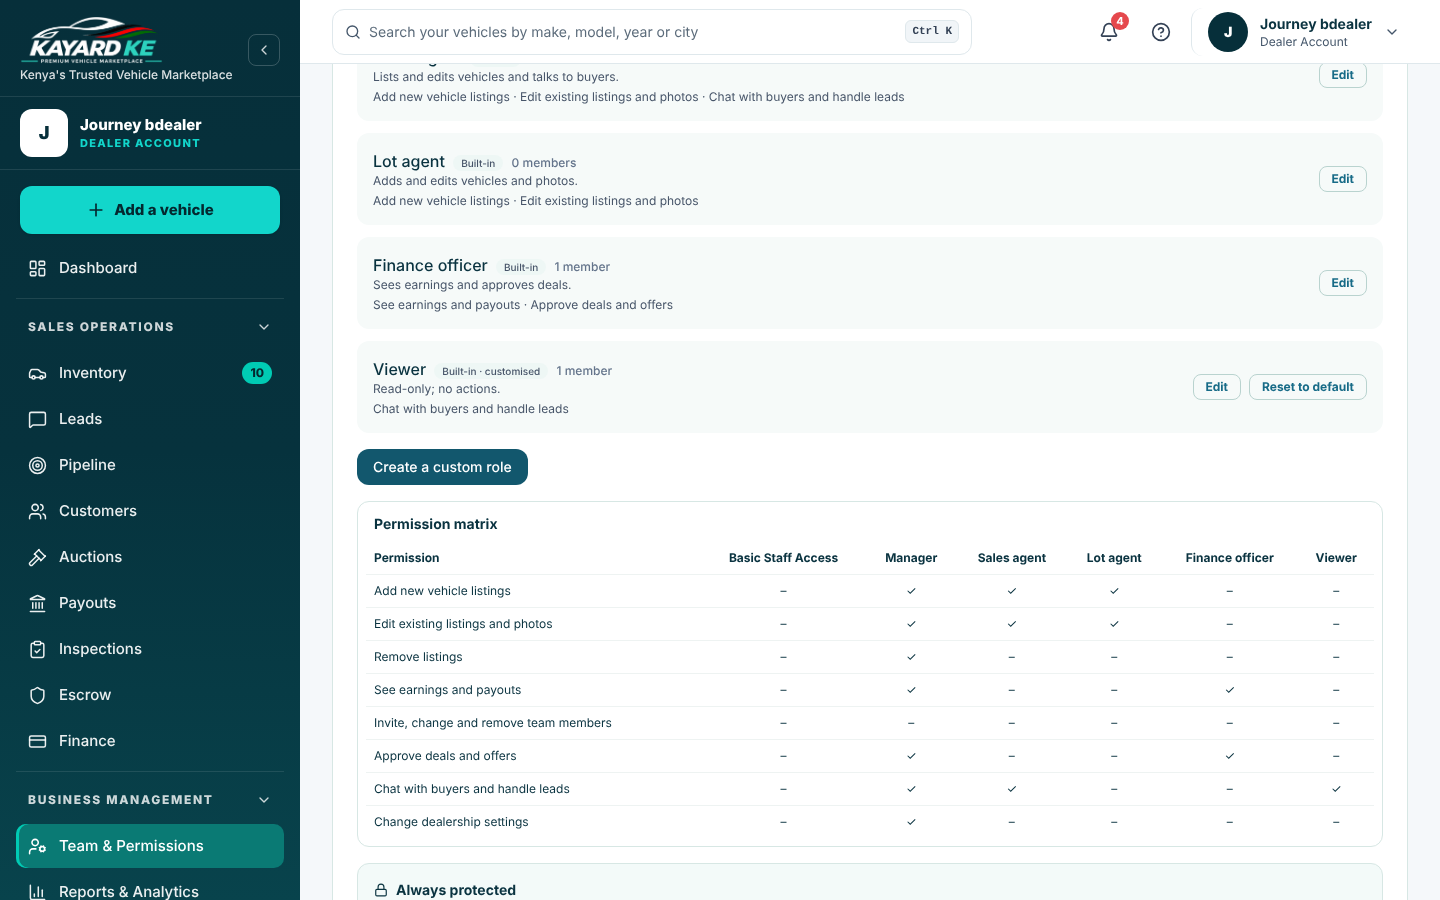 KAYARD KE
PREMIUM VEHICLE MARKETPLACE
Kenya's Trusted Vehicle Marketplace
J
Journey bdealer
DEALER ACCOUNT
Add a vehicle
Dashboard
SALES OPERATIONS
Inventory 10
Leads
Pipeline
Customers
Auctions
Payouts
Inspections
Escrow
Finance
BUSINESS MANAGEMENT
Team & Permissions
Reports & Analytics
Search your vehicles by make, model, year or city
Ctrl K
4
J
Journey bdealer
Dealer Account
Lists and edits vehicles and talks to buyers.
Add new vehicle listings · Edit existing listings and photos · Chat with buyers and handle leads
Edit
Lot agent Built-in 0 members
Adds and edits vehicles and photos.
Add new vehicle listings · Edit existing listings and photos
Edit
Finance officer Built-in 1 member
Sees earnings and approves deals.
See earnings and payouts · Approve deals and offers
Edit
Viewer Built-in · customised 1 member
Read-only; no actions.
Chat with buyers and handle leads
Edit Reset to default
Create a custom role
Permission matrix
Permission Basic Staff Access Manager Sales agent Lot agent Finance officer Viewer
Add new vehicle listings – ✓ ✓ ✓ – –
Edit existing listings and photos – ✓ ✓ ✓ – –
Remove listings – ✓ – – – –
See earnings and payouts – ✓ – – ✓ –
Invite, change and remove team members – – – – – –
Approve deals and offers – ✓ – – ✓ –
Chat with buyers and handle leads – ✓ ✓ – – ✓
Change dealership settings – ✓ – – – –
Always protected